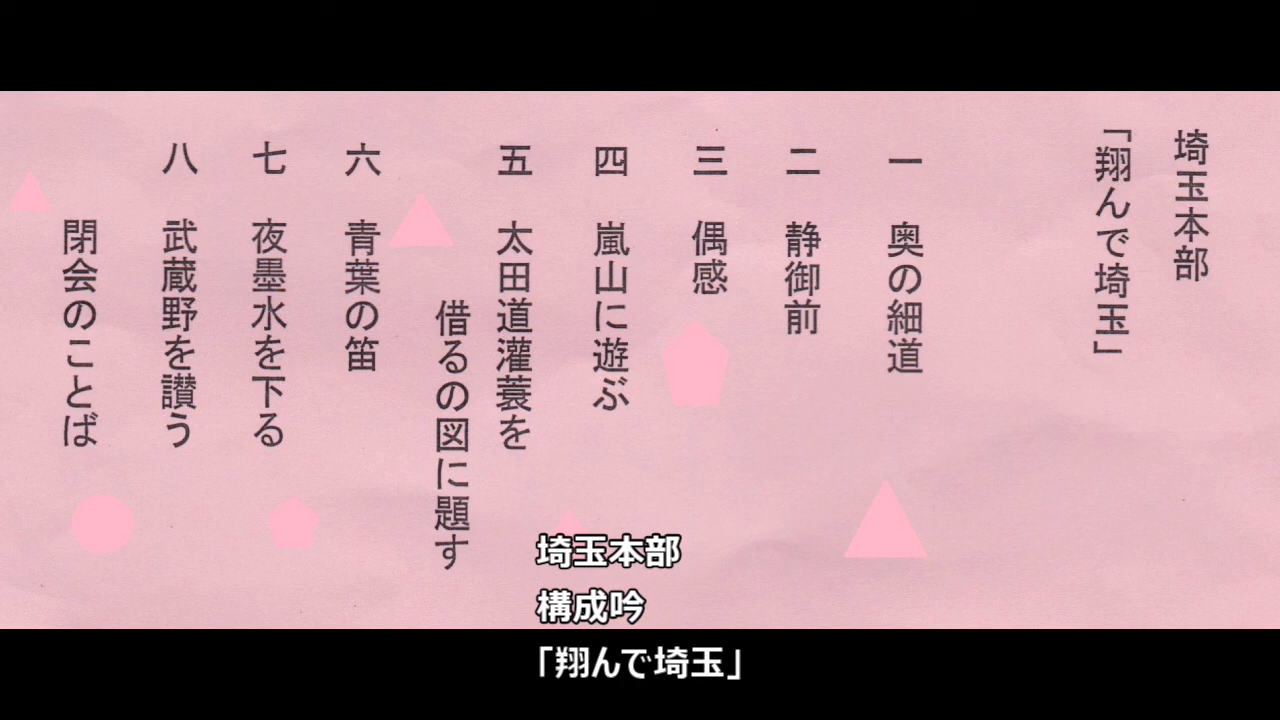 埼玉本部
「翔んで埼玉」
一 奥の細道
二 静御前
三 偶感
四 嵐山に遊ぶ
五 太田道灌蓑を
借るの図に題す
六 青葉の笛
七 夜墨水を下る
八 武蔵野を讃う
閉会のことば
埼玉本部
構成吟
「翔んで埼玉」